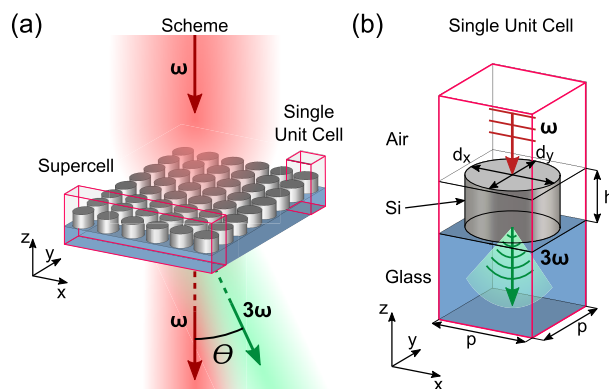 (a)
Scheme
ω
Single
Unit Cell
Supercell
z
y
x
ω
3ω
Θ
(b)
Single Unit Cell
ω
Air
dx
dy
Si
h
3ω
Glass
z
y
x
p
p